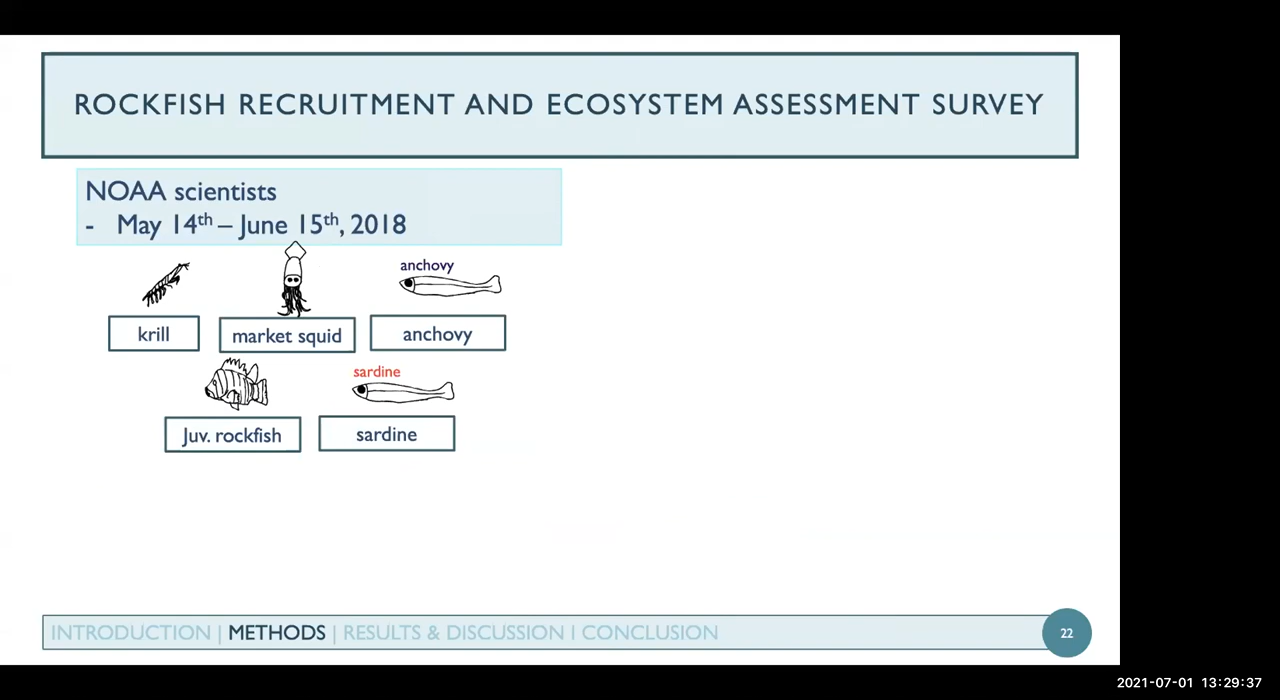 ROCKFISH RECRUITMENT AND ECOSYSTEM ASSESSMENT SURVEY
NOAA scientists
- May 14th – June 15th, 2018
anchovy
krill
market squid
anchovy
sardine
Juv. rockfish
sardine
INTRODUCTION | METHODS | RESULTS & DISCUSSION I CONCLUSION
22
2021-07-01 13:29:37